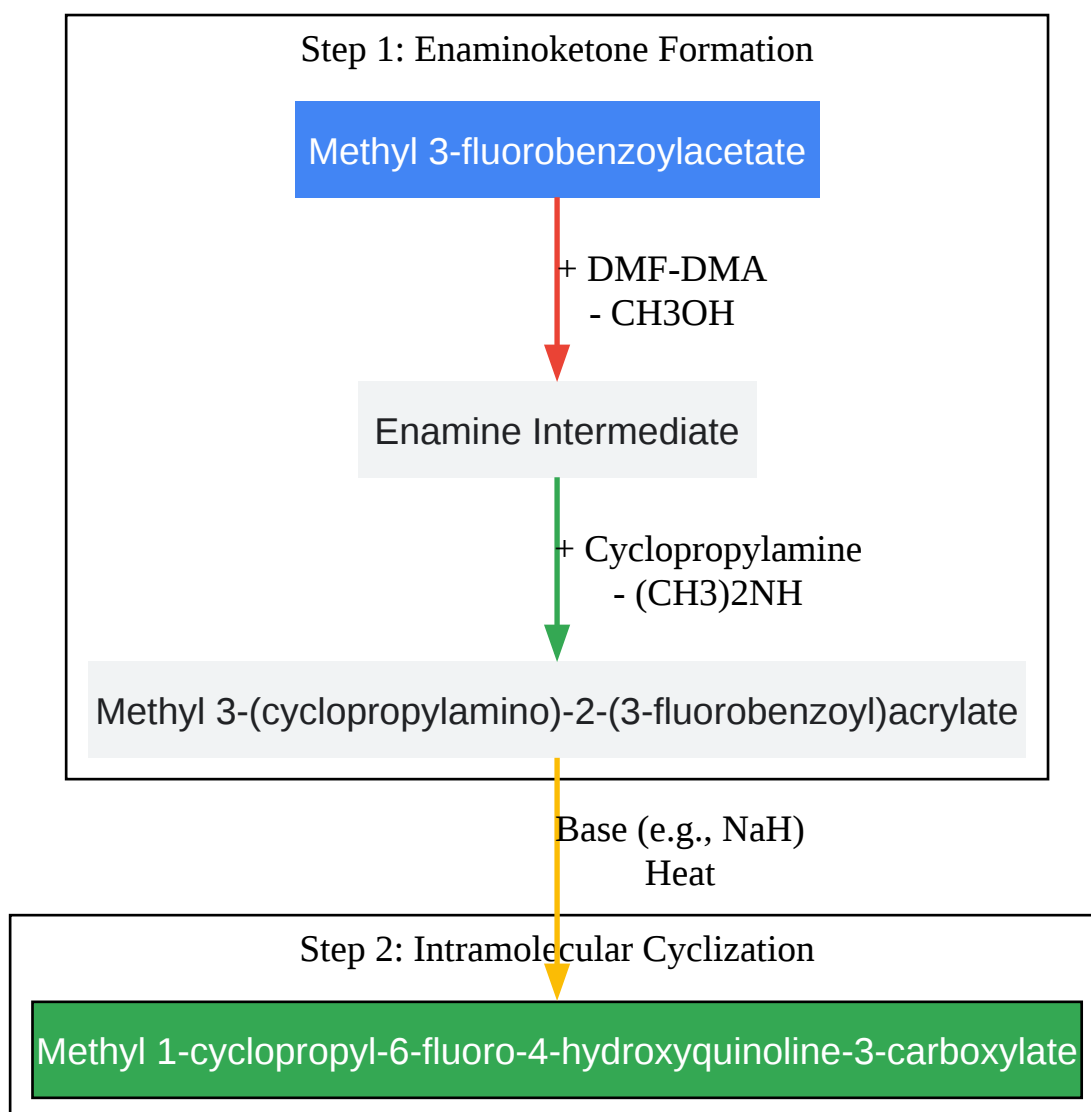 Step 1: Enaminoketone Formation
Methyl 3-fluorobenzoylacetate
+ DMF-DMA
- CH3OH
Enamine Intermediate
+ Cyclopropylamine
- (CH3)2NH
Methyl 3-(cyclopropylamino)-2-(3-fluorobenzoyl)acrylate
Base (e.g., NaH)
Heat
Step 2: Intramolecular Cyclization
Methyl 1-cyclopropyl-6-fluoro-4-hydroxyquinoline-3-carboxylate